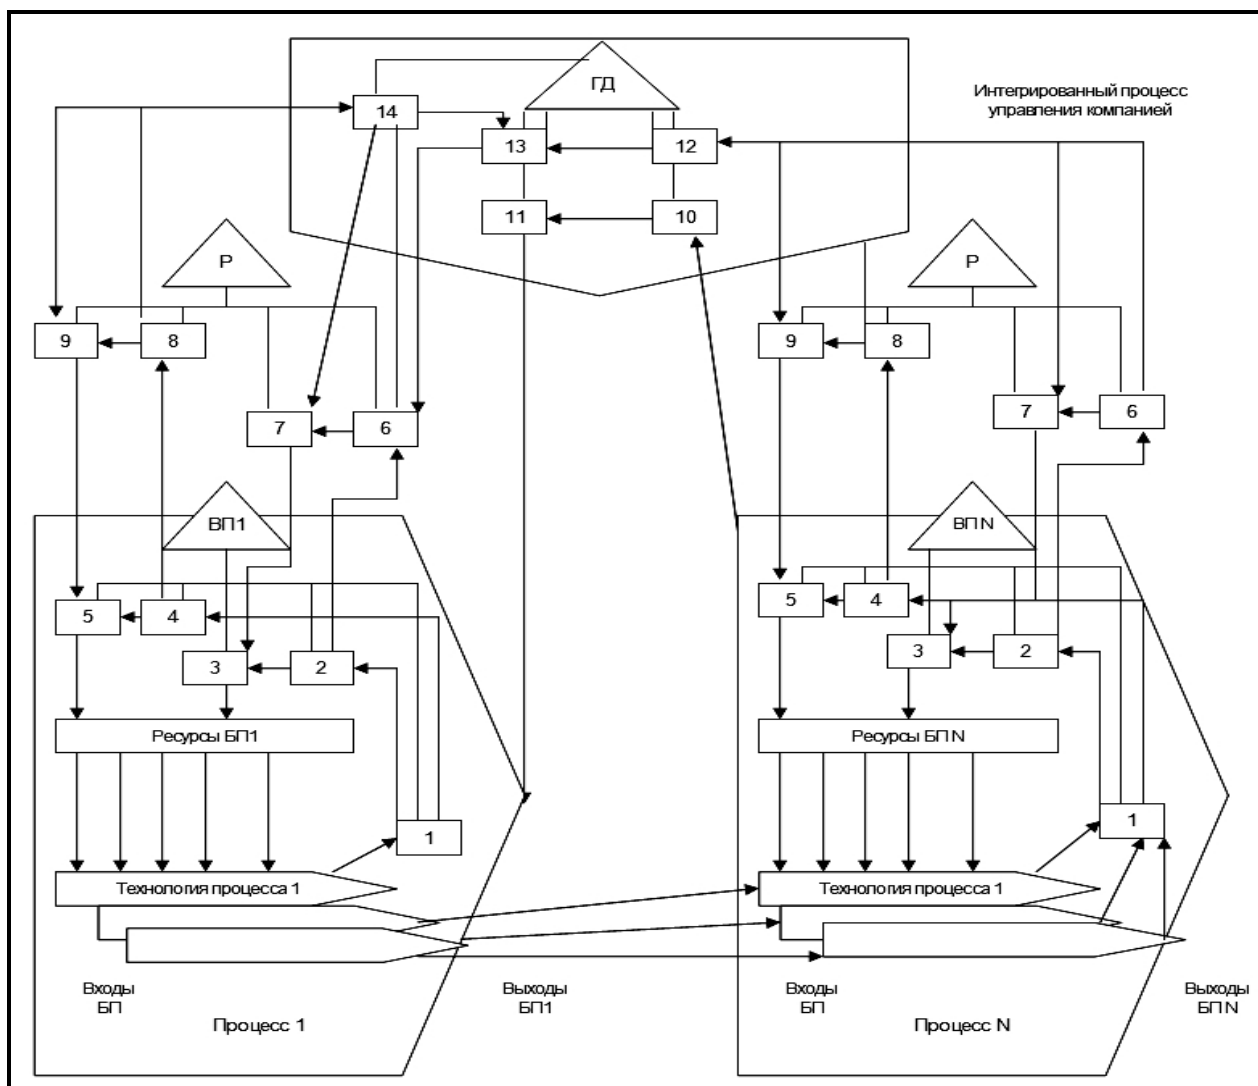 ГД
Интегрированный процесс
управления компанией
14
13
12
11
10
Р
Р
9
8
9
8
7
6
7
6
ВП1
ВП N
5
4
5
4
3
2
3
2
Ресурсы БП1
Ресурсы БП N
1
1
Технология процесса 1
Технология процесса 1
Входы
БП
Выходы
БП1
Входы
БП
Выходы
БП N
Процесс 1
Процесс N